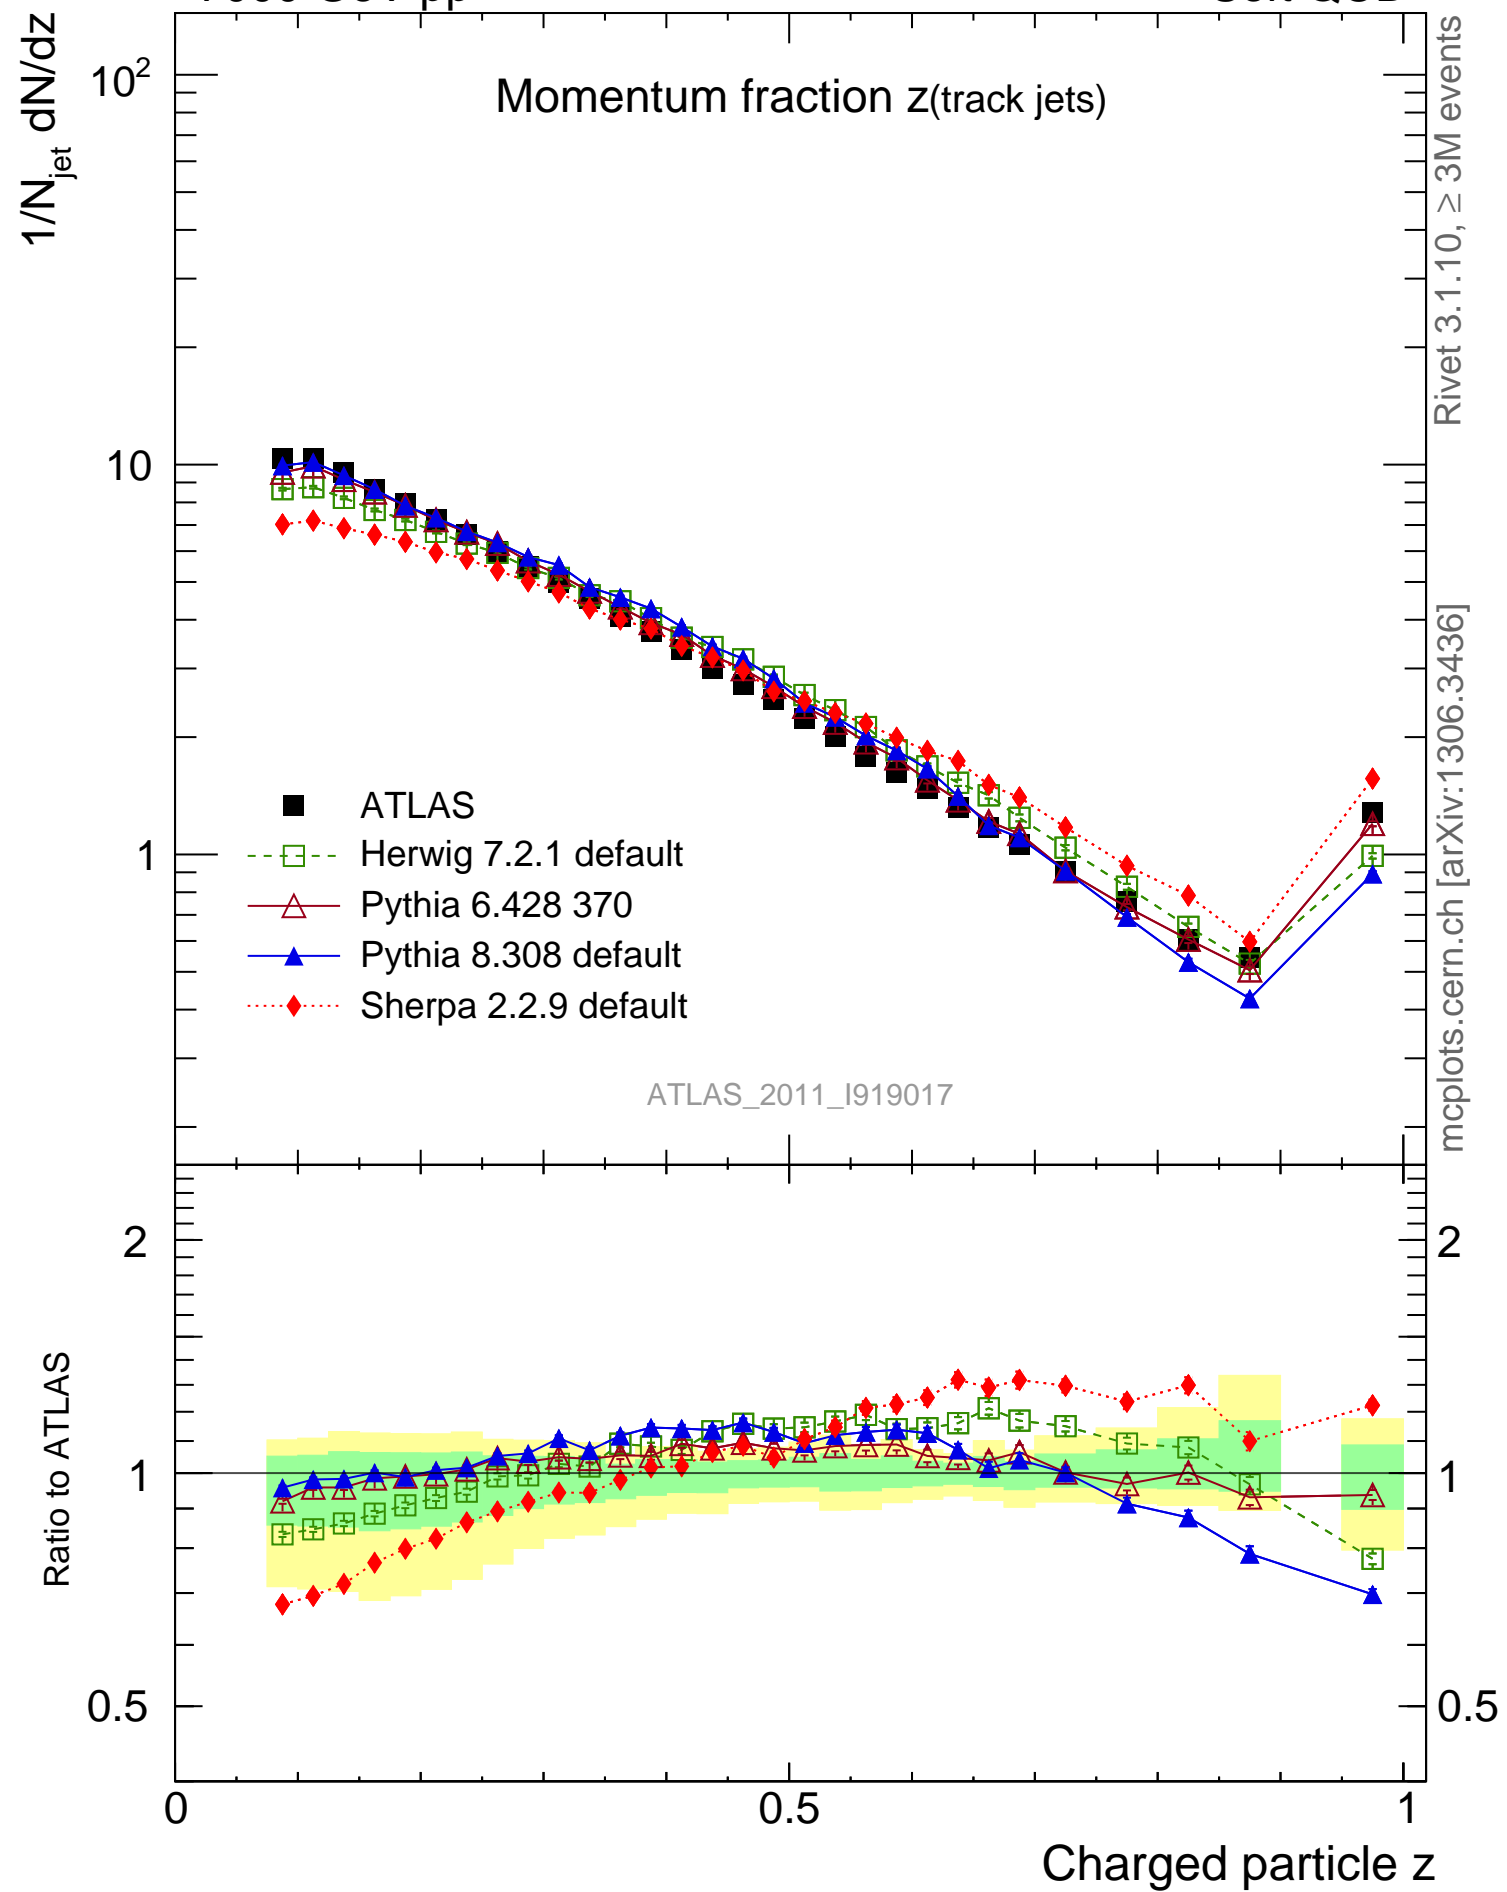 1/N_jet dN/dz
Momentum fraction z(track jets)
10²
10
1
ATLAS
Herwig 7.2.1 default
Pythia 6.428 370
Pythia 8.308 default
Sherpa 2.2.9 default
ATLAS_2011_I919017
Rivet 3.1.10, ≥ 3M events
mcplots.cern.ch [arXiv:1306.3436]
Ratio to ATLAS
2
1
0.5
2
1
0.5
0
0.5
1
Charged particle z